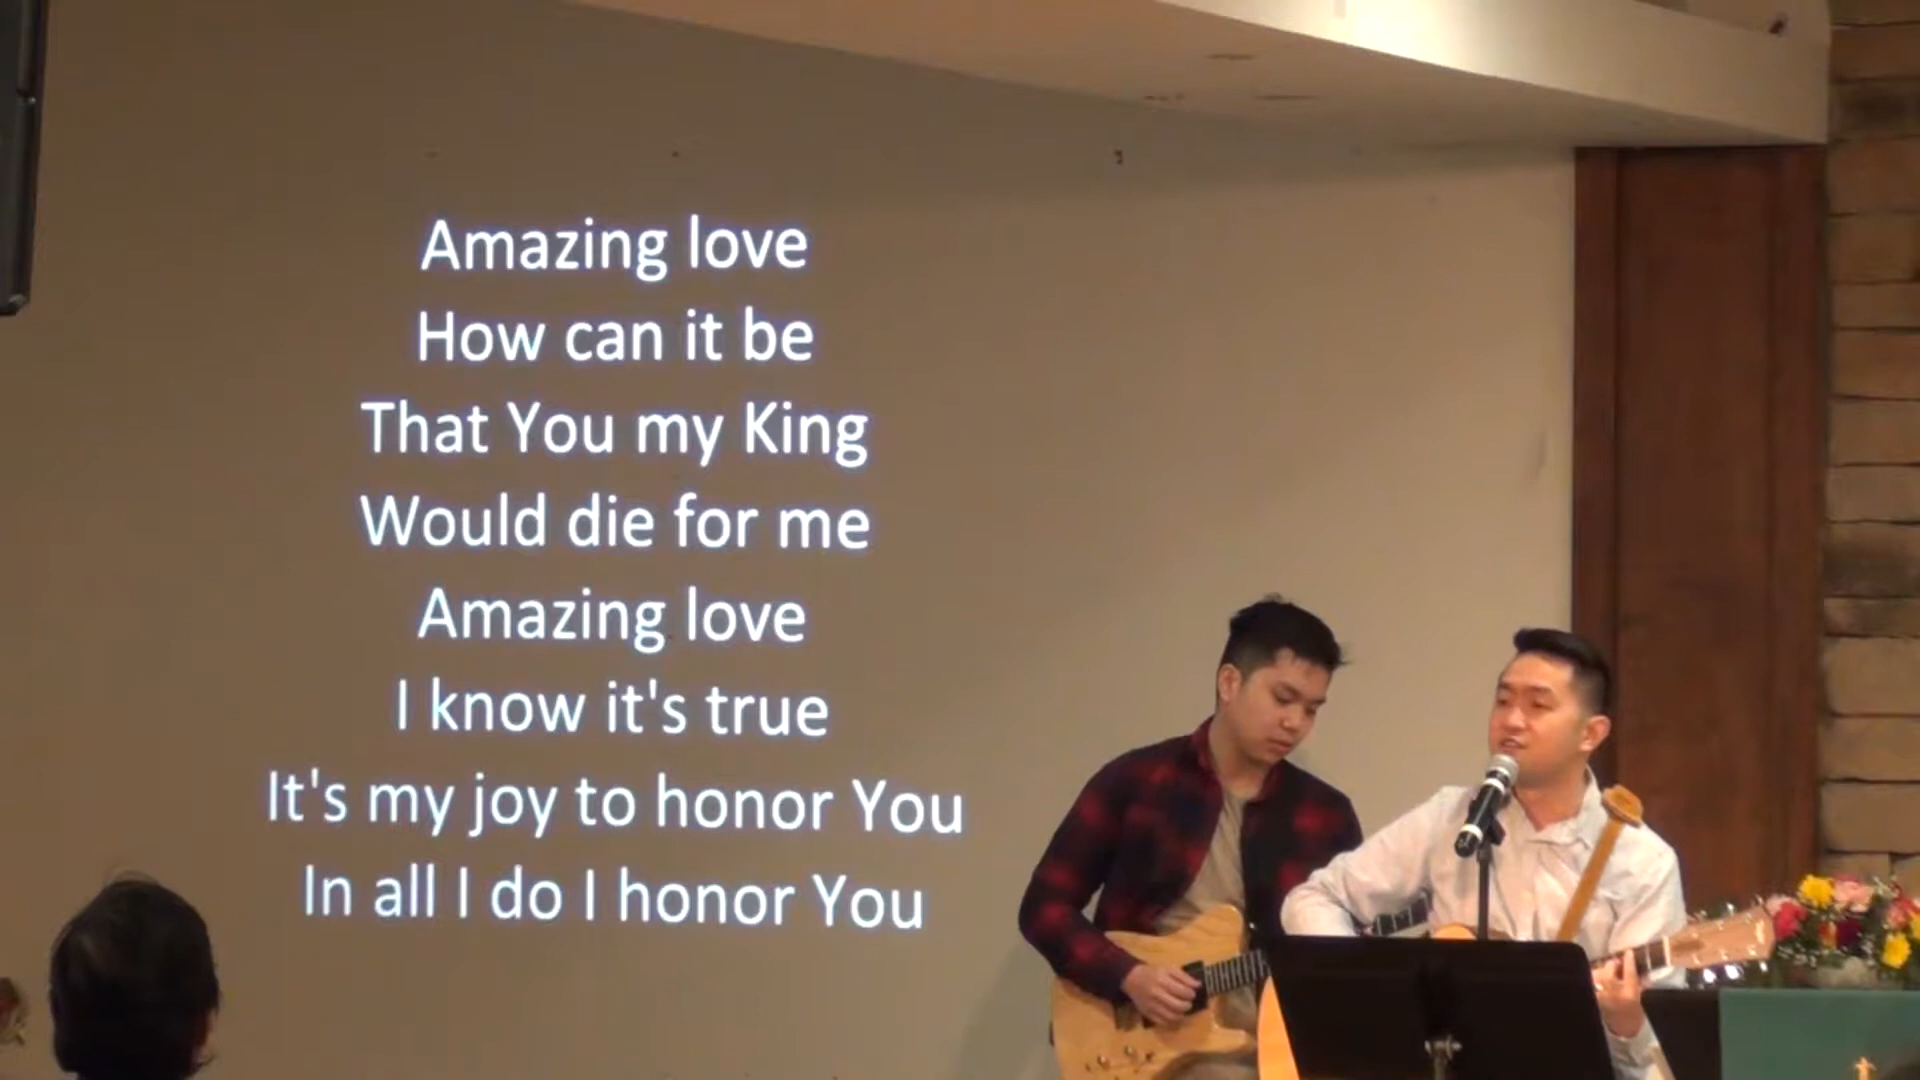 Amazing love
How can it be
That You my King
Would die for me
Amazing love
I know it's true
It's my joy to honor You
In all I do I honor You